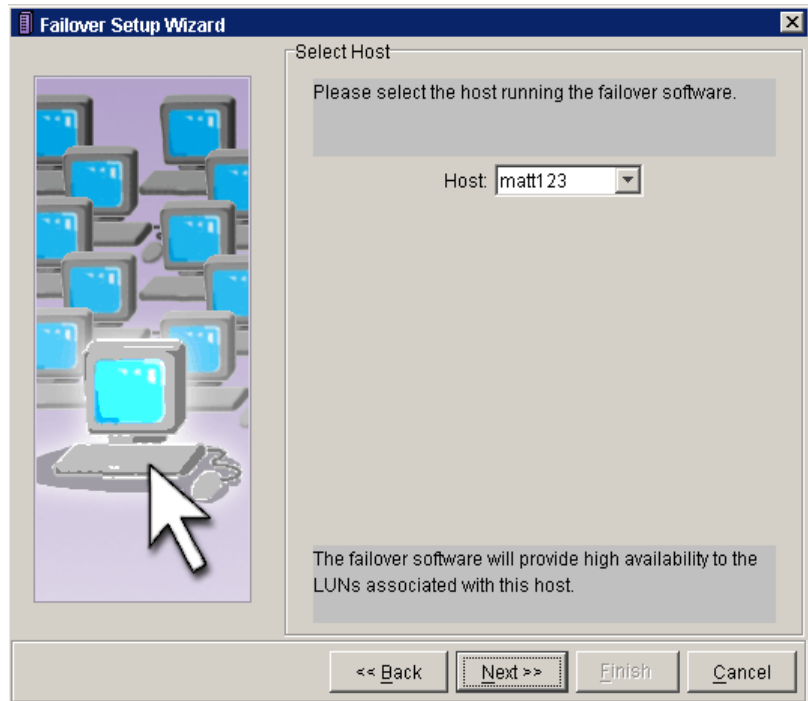 Failover Setup Wizard
Select Host
Please select the host running the failover software.
Host: matt123
The failover software will provide high availability to the
LUNs associated with this host.
<< Back
Next >>
Finish
Cancel